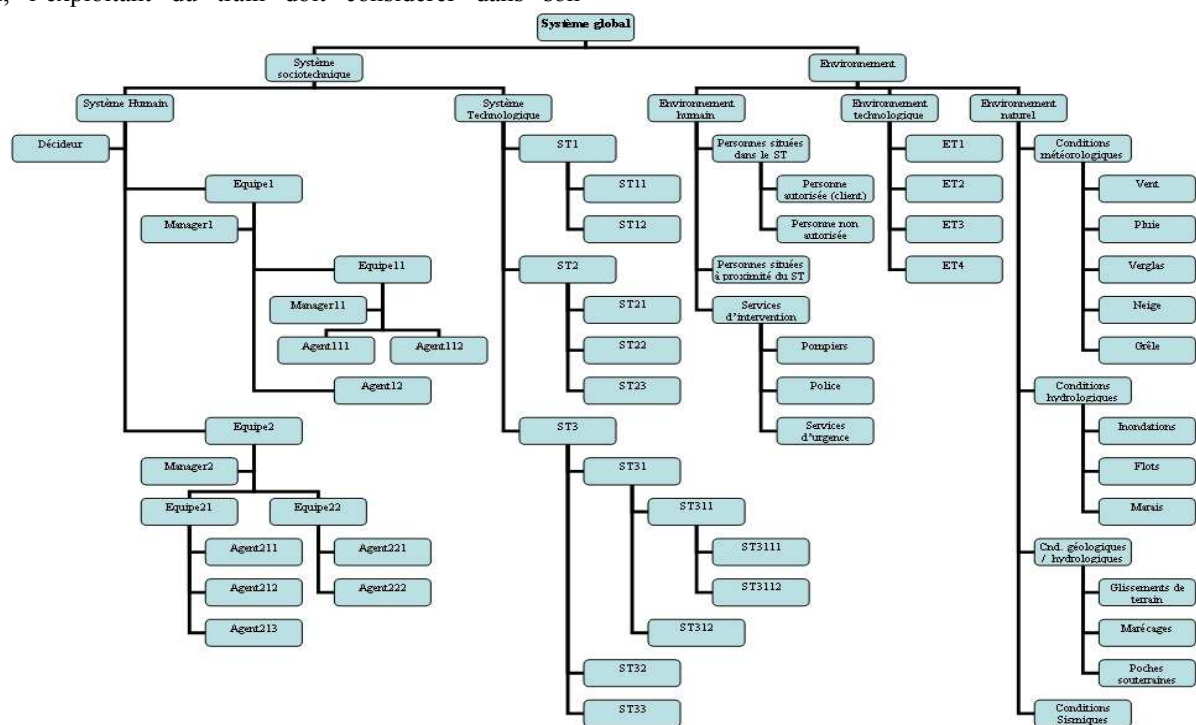 l'exploitant du train doit considérer dans son
Système global
Système
sociotechnique
Environnement
Système Humain
Système
Technologique
Environnement
humain
Environnement
technologique
Environnement
naturel
Décideur
Equipe1
Manager1
Equipe11
Manager11
Agent111
Agent112
Agent12
Equipe2
Manager2
Equipe21
Equipe22
Agent211
Agent212
Agent213
Agent221
Agent222
ST1
ST11
ST12
ST2
ST21
ST22
ST23
ST3
ST31
ST311
ST3111
ST3112
ST312
ST32
ST33
Personnes situées
dans le ST
Personne
autorisée (client)
Personne non
autorisée
Personnes situées
à proximité du ST
Services
d'intervention
Pompiers
Police
Services
d'urgence
ET1
ET2
ET3
ET4
Conditions
météorologiques
Vent
Pluie
Verglas
Neige
Grêle
Conditions
hydrologiques
Inondations
Flots
Marais
Cnd. géologiques
/ hydrologiques
Glissements de
terrain
Marécages
Poches
souterraines
Conditions
Sismiques